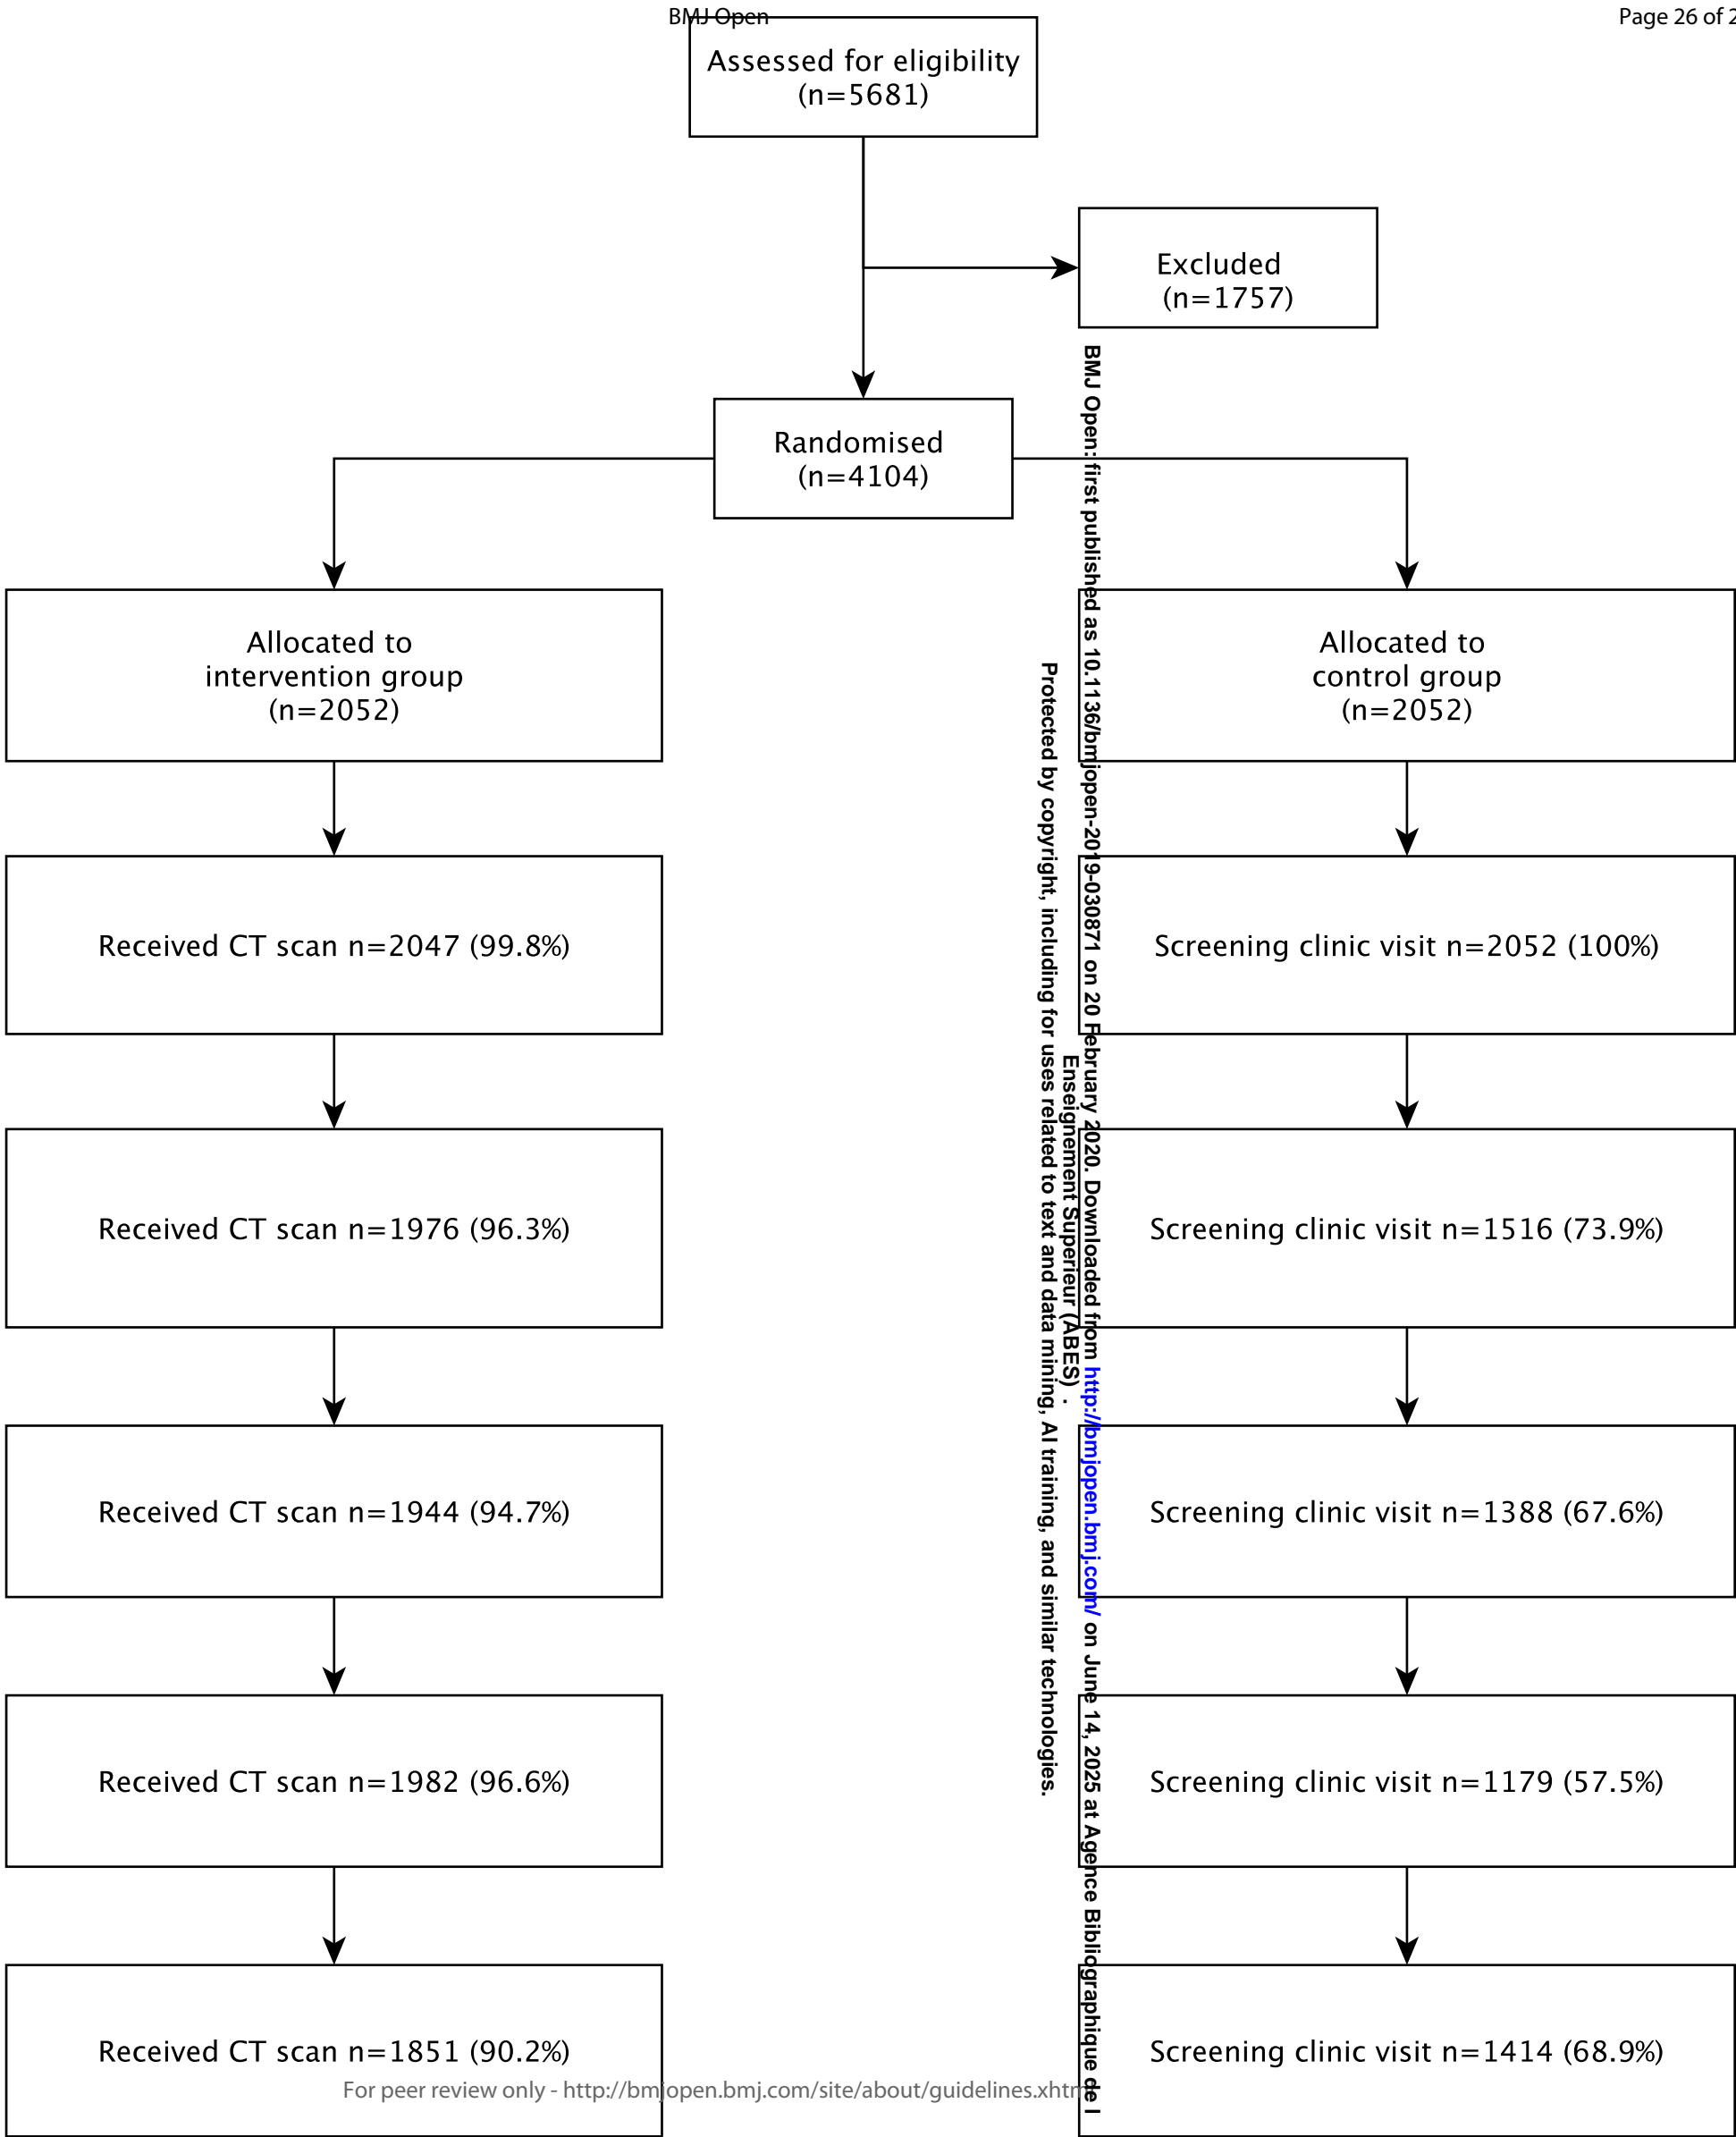 BMJ Open
Page 26 of 2
Assessed for eligibility
(n=5681)
Excluded
(n=1757)
Randomised
(n=4104)
Allocated to
intervention group
(n=2052)
Allocated to
control group
(n=2052)
Received CT scan n=2047 (99.8%)
Screening clinic visit n=2052 (100%)
Received CT scan n=1976 (96.3%)
Screening clinic visit n=1516 (73.9%)
Received CT scan n=1944 (94.7%)
Screening clinic visit n=1388 (67.6%)
Received CT scan n=1982 (96.6%)
Screening clinic visit n=1179 (57.5%)
Received CT scan n=1851 (90.2%)
Screening clinic visit n=1414 (68.9%)
For peer review only - http://bmjopen.bmj.com/site/about/guidelines.xhtm
BMJ Open: first published as 10.1136/bmjopen-2019-030871 on 20 February 2020. Downloaded from http://bmjopen.bmj.com/ on June 14, 2025 at Agence Bibliographique de l
Enseignement Superieur (ABES) .
Protected by copyright, including for uses related to text and data mining, AI training, and similar technologies.